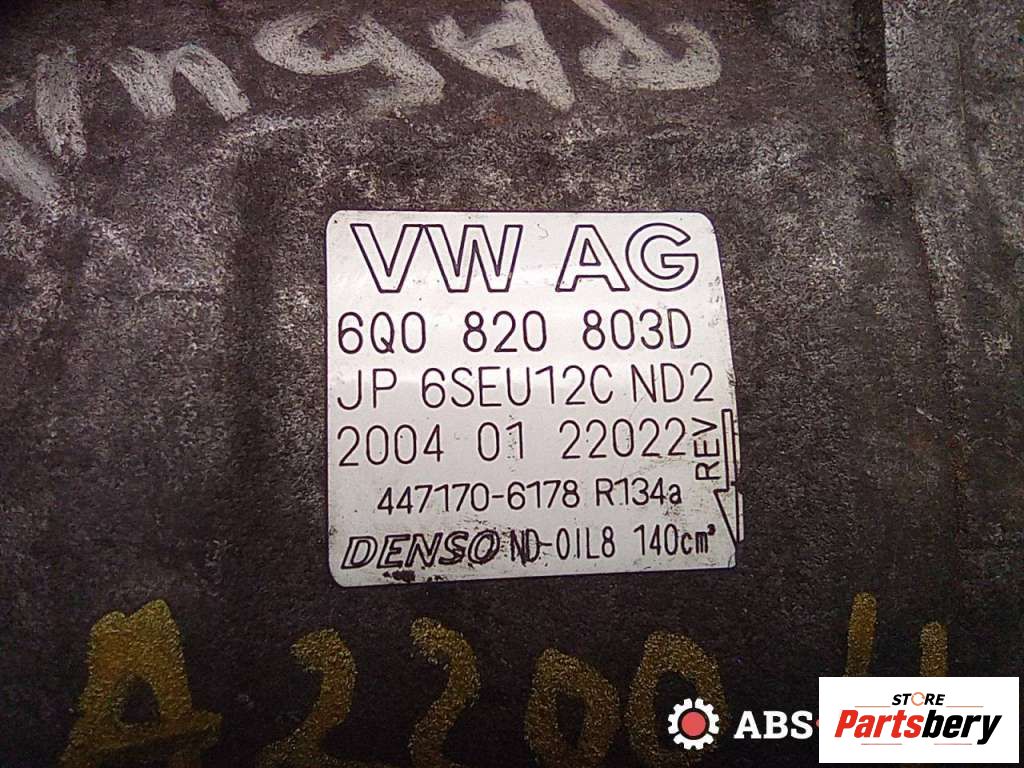 VW AG
6Q0 820 803D
JP 6SEU12C ND2
2004 01 22022
REV
447170-6178 R134a
DENSO ND-OIL8 140cm³
A2200
ABS-
STORE
Partsbery